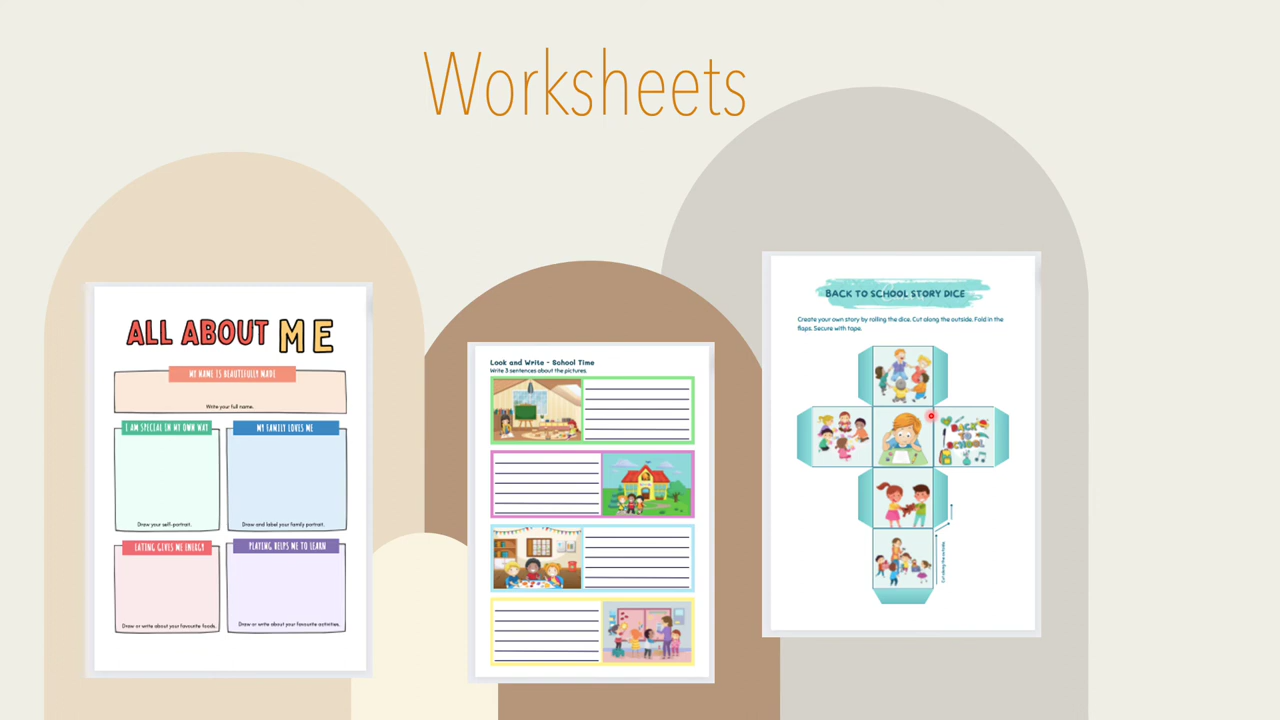 Worksheets
ALL ABOUT ME
MY NAME IS BEAUTIFULLY MADE
Write your full name.
I AM SPECIAL IN MY OWN WAY
MY FAMILY LOVES ME
Draw your self-portrait.
Draw and label your family portrait.
EATING GIVES ME ENERGY
PLAYING HELPS ME TO LEARN
Draw or write about your favourite foods.
Draw or write about your favourite activities.
Look and Write - School Time
Write 3 sentences about the pictures.
BACK TO SCHOOL STORY DICE
Create your own story by rolling the dice. Cut along the outside. Fold in the
flaps. Secure with tape.
BACK
TO
SCHOOL
Cut along the outside.